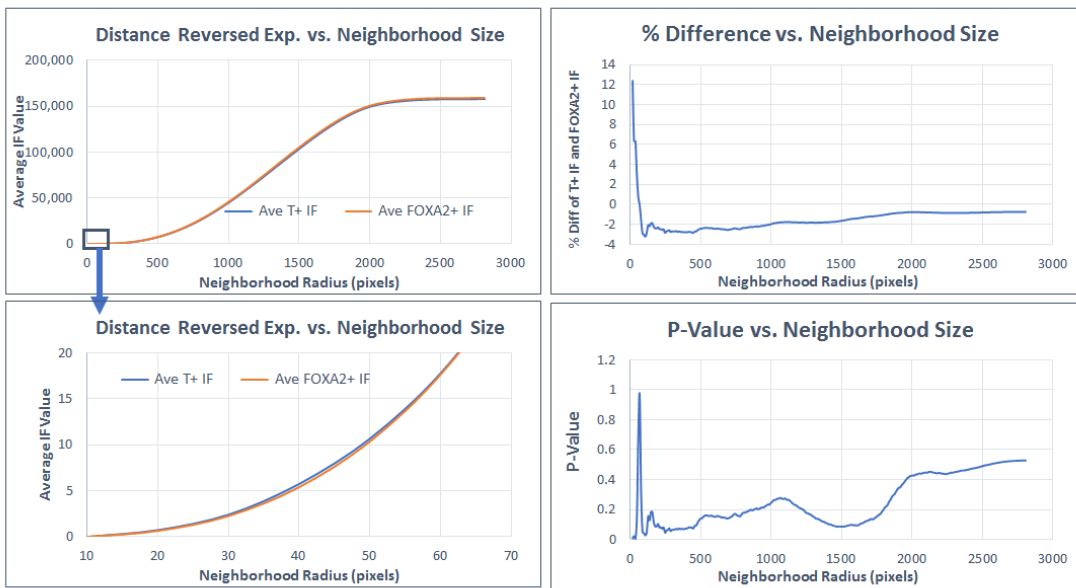 Distance Reversed Exp. vs. Neighborhood Size
200,000
150,000
100,000
50,000
0
Average IF Value
Ave T+ IF
Ave FOXA2+ IF
0 500 1000 1500 2000 2500 3000
Neighborhood Radius (pixels)
% Difference vs. Neighborhood Size
14
12
10
8
6
4
2
0
-2
-4
% Diff of T+ IF and FOXA2+ IF
0 500 1000 1500 2000 2500 3000
Neighborhood Radius (pixels)
Distance Reversed Exp. vs. Neighborhood Size
20
15
10
5
0
Average IF Value
Ave T+ IF
Ave FOXA2+ IF
10 20 30 40 50 60 70
Neighborhood Radius (pixels)
P-Value vs. Neighborhood Size
1.2
1
0.8
0.6
0.4
0.2
0
P-Value
0 500 1000 1500 2000 2500 3000
Neighborhood Radius (pixels)